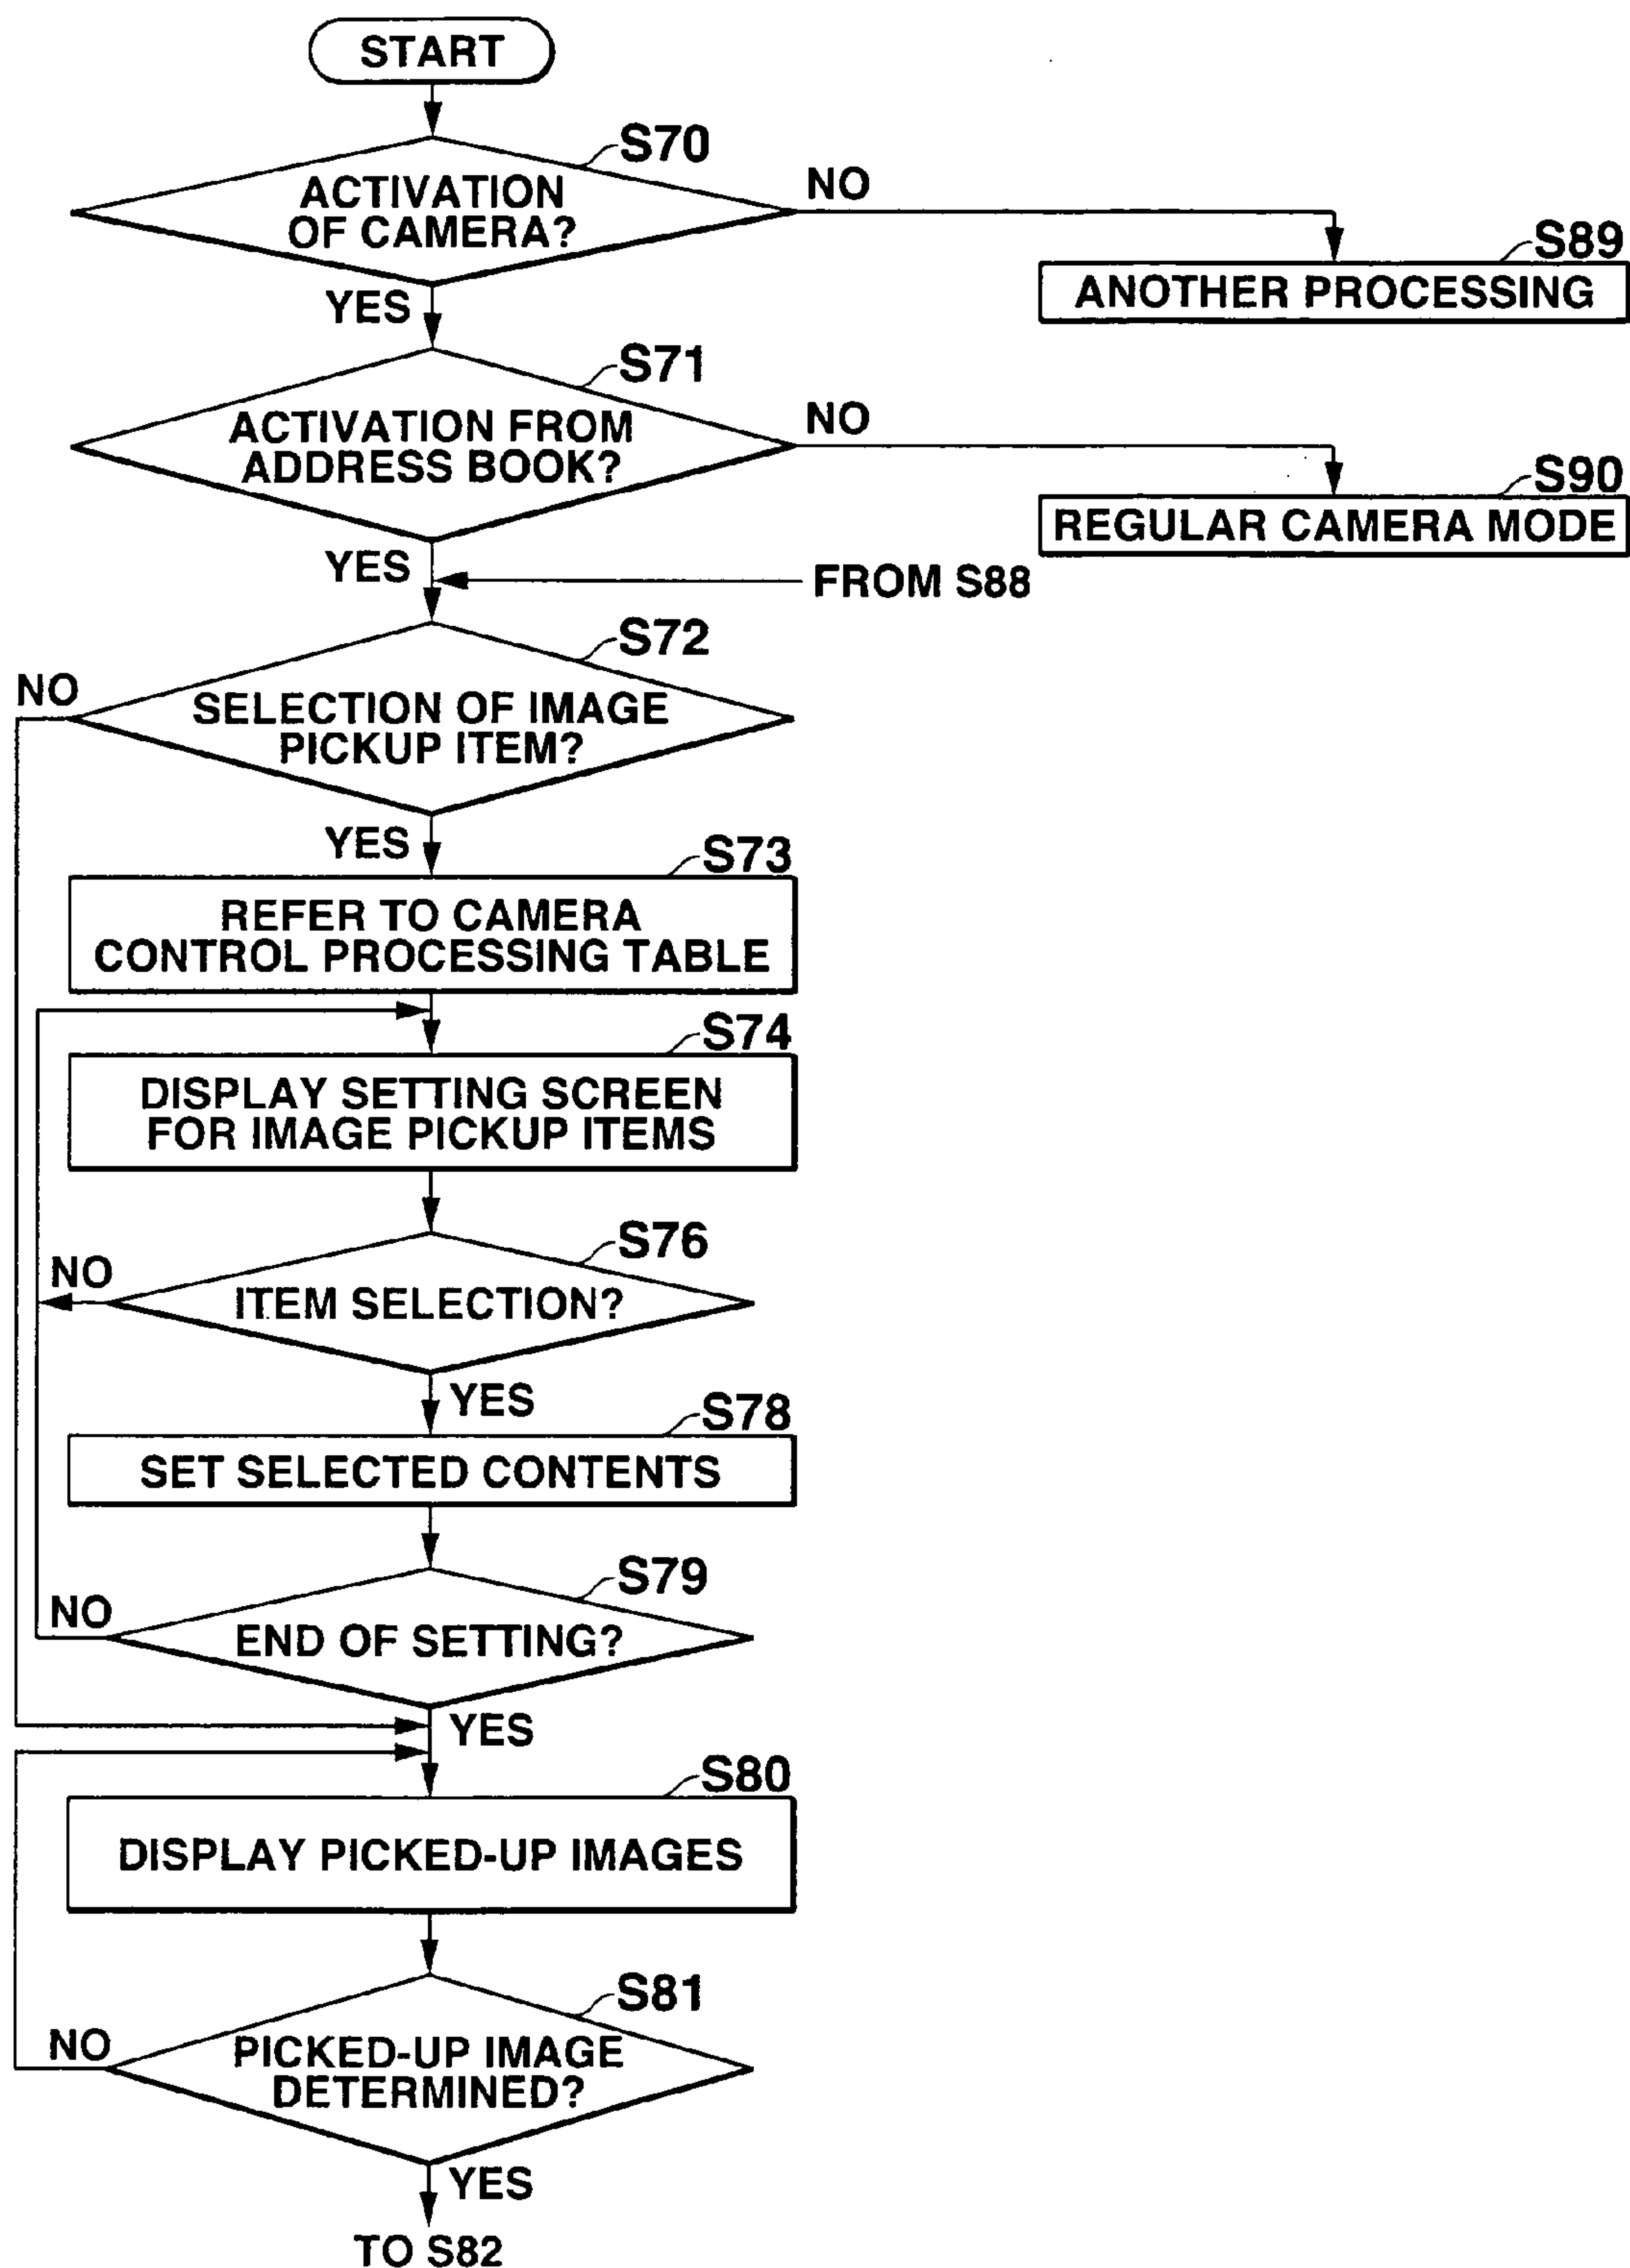 START
S70
ACTIVATION
OF CAMERA?
NO
S89
ANOTHER PROCESSING
YES
S71
ACTIVATION FROM
ADDRESS BOOK?
NO
S90
REGULAR CAMERA MODE
YES
FROM S88
S72
NO
SELECTION OF IMAGE
PICKUP ITEM?
YES
S73
REFER TO CAMERA
CONTROL PROCESSING TABLE
S74
DISPLAY SETTING SCREEN
FOR IMAGE PICKUP ITEMS
S76
NO
ITEM SELECTION?
YES
S78
SET SELECTED CONTENTS
S79
NO
END OF SETTING?
YES
S80
DISPLAY PICKED-UP IMAGES
S81
NO
PICKED-UP IMAGE
DETERMINED?
YES
TO S82